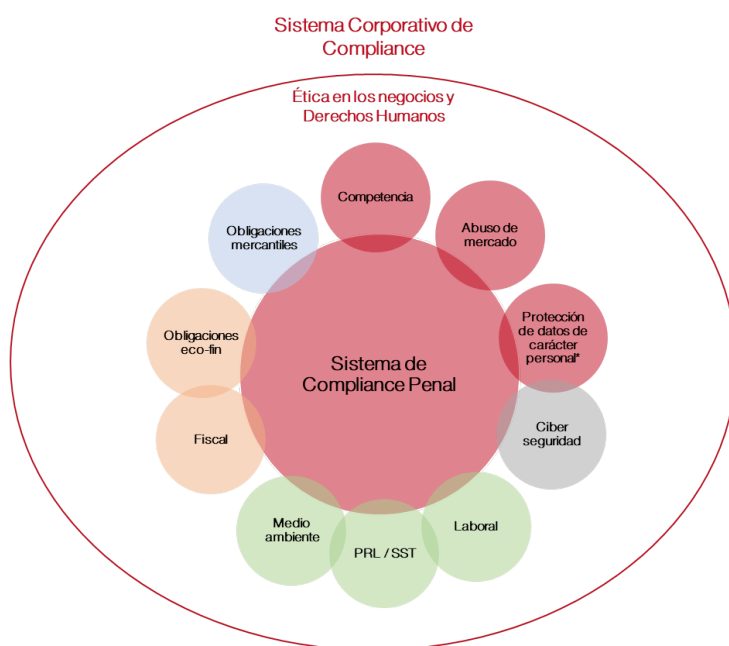 Sistema Corporativo de
Compliance
Ética en los negocios y
Derechos Humanos
Competencia
Abuso de
mercado
Obligaciones
mercantiles
Protección
de datos de
carácter
personal*
Obligaciones
eco-fin
Sistema de
Compliance Penal
Ciber
seguridad
Fiscal
Medio
ambiente
PRL / SST
Laboral